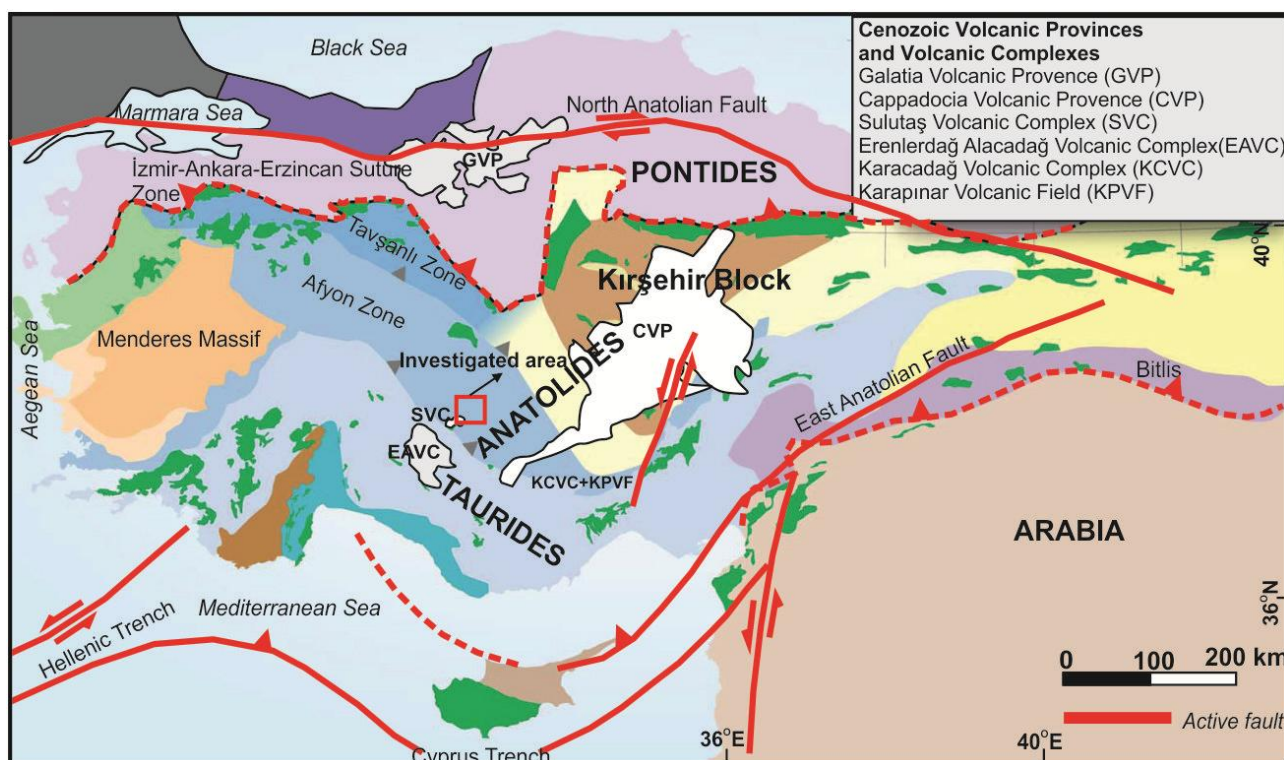 Black Sea
Marmara Sea
North Anatolian Fault
GVP
İzmir-Ankara-Erzincan Suture
Zone
PONTIDES
Cenozoic Volcanic Provinces
and Volcanic Complexes
Galatia Volcanic Provence (GVP)
Cappadocia Volcanic Provence (CVP)
Sulutaş Volcanic Complex (SVC)
Erenlerdağ Alacadağ Volcanic Complex(EAVC)
Karacadağ Volcanic Complex (KCVC)
Karapınar Volcanic Field (KPVF)
40°N
Tavşanlı Zone
Afyon Zone
Kırşehir Block
Menderes Massif
CVP
Aegean Sea
Investigated area
ANATOLIDES
SVC
EAVC
KCVC+KPVF
TAURIDES
East Anatolian Fault
Bitlis
ARABIA
Mediterranean Sea
Hellenic Trench
36°N
0 100 200 km
Active fault
Cyprus Trench
36°E
40°E